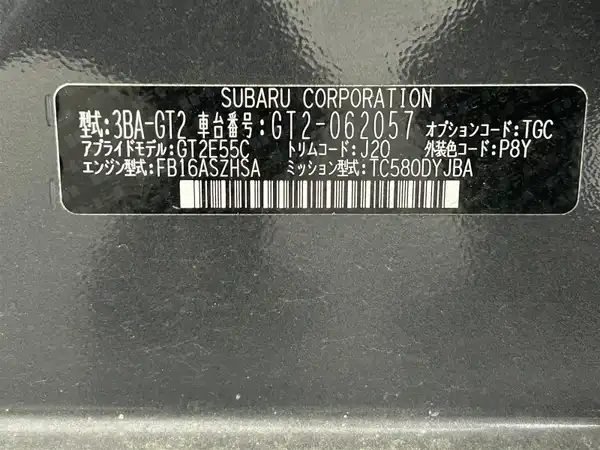 SUBARU CORPORATION
型式:3BA-GT2 車台番号:GT2-062057 オプションコード:TGC
アプライドモデル:GT2E55C トリムコード:J20 外装色コード:P8Y
エンジン型式:FB16ASZHSA ミッション型式:TC580DYJBA